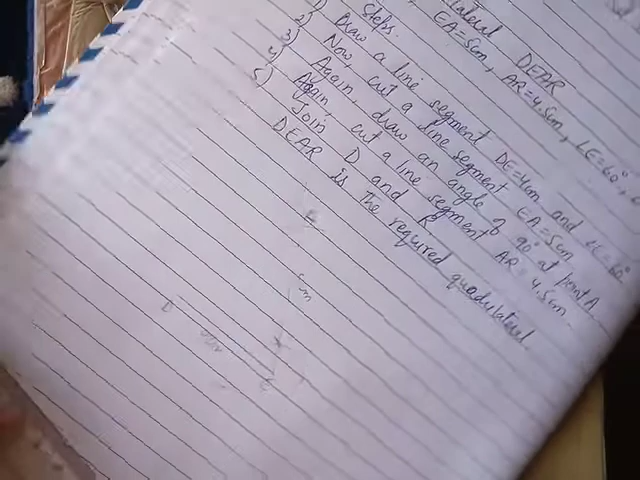 DEAR
EA=5cm, AR=4.5cm, ∠E=60°,
Steps.
1) Draw a line segment DE=4cm and ∠E=60°
2) Now cut a line segment EA=5cm
3) Again, draw an angle of 90° at point A
4) Again, cut a line segment AR=4.5cm
5) Join D and R
DEAR is the required quadulateral